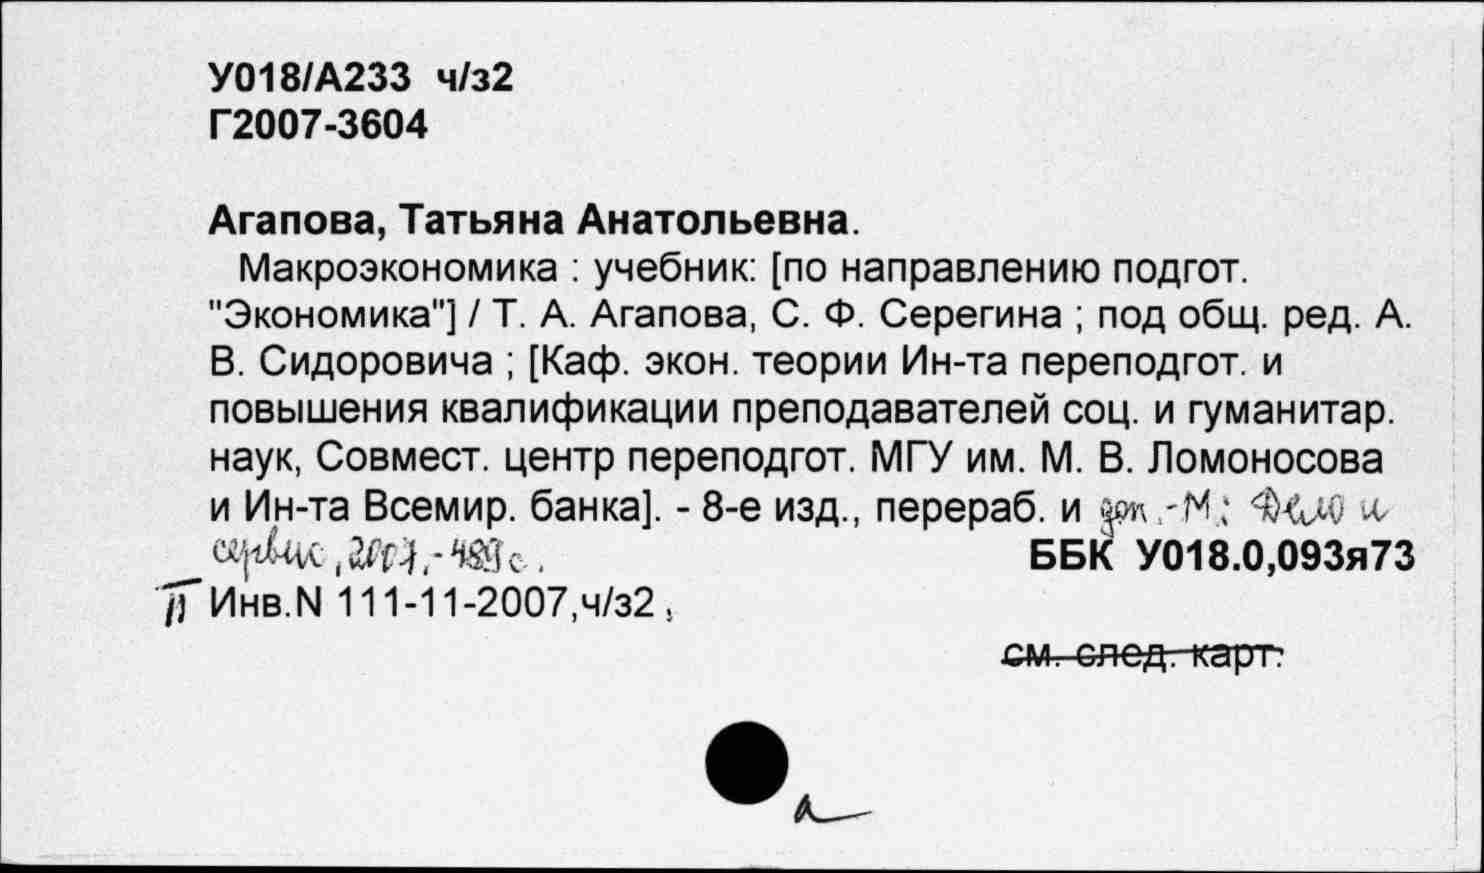 У018/А233 ч/з2
Г2007-3604
Агапова, Татьяна Анатольевна.
Макроэкономика : учебник: [по направлению подгот.
"Экономика"] / Т. А. Агапова, С. Ф. Серегина ; под общ. ред. А.
В. Сидоровича ; [Каф. экон. теории Ин-та переподгот. и
повышения квалификации преподавателей соц. и гуманитар.
наук, Совмест. центр переподгот. МГУ им. М. В. Ломоносова
и Ин-та Всемир. банка]. - 8-е изд., перераб. и доп.-М.: Дело и
сервис, 2007.- с.
ББК У018.0,093я73
Инв.N 111-11-2007,ч/з2,
см. след. карт.
а